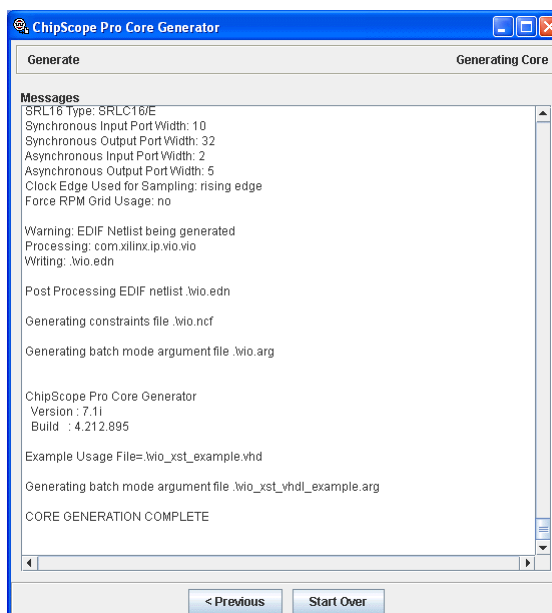 ChipScope Pro Core Generator
Generate
Generating Core
Messages
SRL16 Type: SRLC16/E
Synchronous Input Port Width: 10
Synchronous Output Port Width: 32
Asynchronous Input Port Width: 2
Asynchronous Output Port Width: 5
Clock Edge Used for Sampling: rising edge
Force RPM Grid Usage: no
Warning: EDIF Netlist being generated
Processing: com.xilinx.ip.vio.vio
Writing: .\vio.edn
Post Processing EDIF netlist .\vio.edn
Generating constraints file .\vio.ncf
Generating batch mode argument file .\vio.arg
ChipScope Pro Core Generator
Version : 7.1i
Build : 4.212.895
Example Usage File=.\vio_xst_example.vhd
Generating batch mode argument file .\vio_xst_vhdl_example.arg
CORE GENERATION COMPLETE
< Previous
Start Over